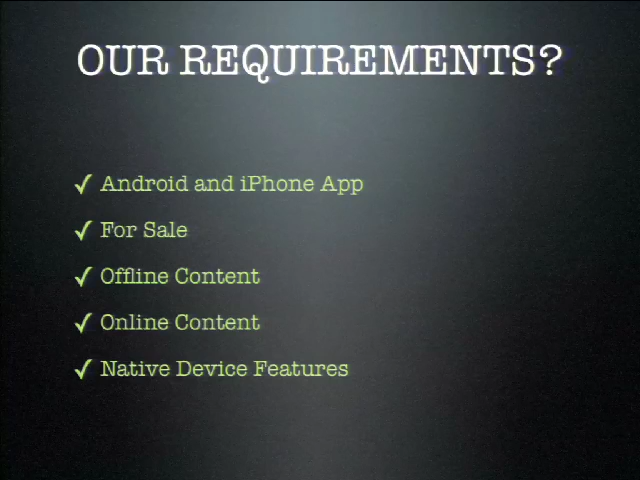 OUR REQUIREMENTS?
✓ Android and iPhone App
✓ For Sale
✓ Offline Content
✓ Online Content
✓ Native Device Features